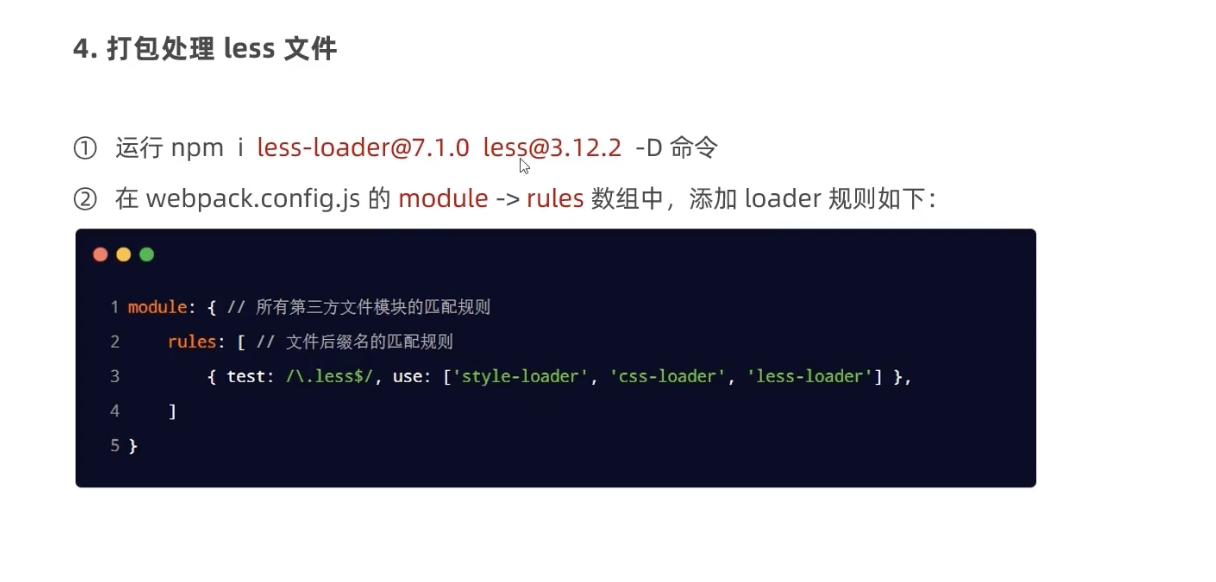 4. 打包处理 less 文件
① 运行 npm i less-loader@7.1.0 less@3.12.2 -D 命令
② 在 webpack.config.js 的 module -> rules 数组中，添加 loader 规则如下：
1 module: { // 所有第三方文件模块的匹配规则
2 rules: [ // 文件后缀名的匹配规则
3 { test: /\.less$/, use: ['style-loader', 'css-loader', 'less-loader'] },
4 ]
5 }